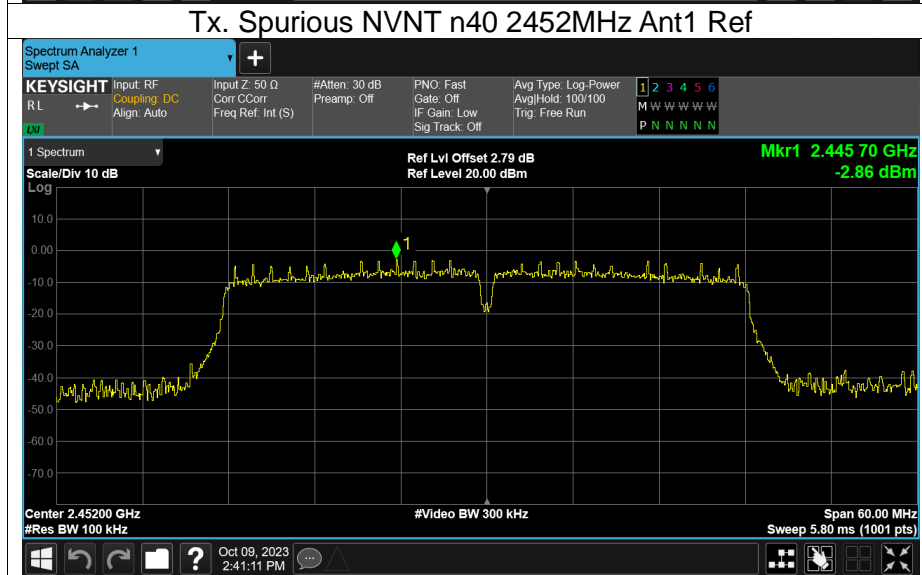 Tx. Spurious NVNT n40 2452MHz Ant1 Ref
Spectrum Analyzer 1
Swept SA
+
KEYSIGHT
RL
LXI
Input: RF
Coupling: DC
Align: Auto
Input Z: 50 Ω
Corr CCorr
Freq Ref: Int (S)
#Atten: 30 dB
Preamp: Off
PNO: Fast
Gate: Off
IF Gain: Low
Sig Track: Off
Avg Type: Log-Power
Avg|Hold: 100/100
Trig: Free Run
1 2 3 4 5 6
M W W W W W
P N N N N N
1 Spectrum
Scale/Div 10 dB
Ref Lvl Offset 2.79 dB
Ref Level 20.00 dBm
Mkr1 2.445 70 GHz
-2.86 dBm
Log
10.0
0.00
-10.0
-20.0
-30.0
-40.0
-50.0
-60.0
-70.0
1
Center 2.45200 GHz
#Res BW 100 kHz
#Video BW 300 kHz
Span 60.00 MHz
Sweep 5.80 ms (1001 pts)
?
Oct 09, 2023
2:41:11 PM